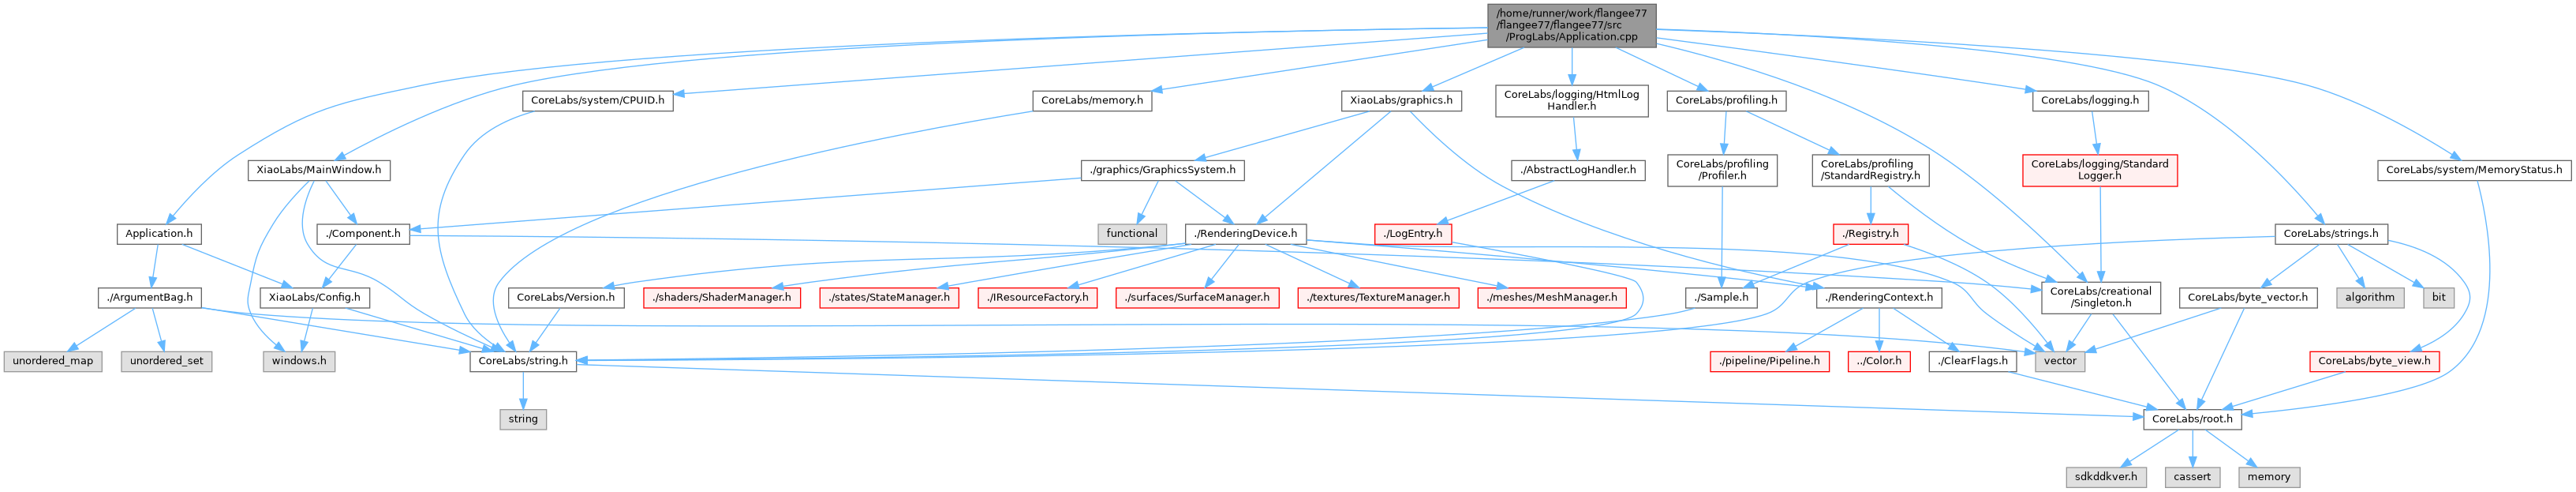 /home/runner/work/flangee77
/flangee77/flangee77/src
/ProgLabs/Application.cpp
CoreLabs/system/CPUID.h
CoreLabs/memory.h
XiaoLabs/graphics.h
CoreLabs/logging/HtmlLog
Handler.h
CoreLabs/profiling.h
CoreLabs/logging.h
XiaoLabs/MainWindow.h
./graphics/GraphicsSystem.h
./AbstractLogHandler.h
CoreLabs/profiling
/Profiler.h
CoreLabs/profiling
/StandardRegistry.h
CoreLabs/logging/Standard
Logger.h
CoreLabs/system/MemoryStatus.h
Application.h
./Component.h
functional
./RenderingDevice.h
./LogEntry.h
./Registry.h
CoreLabs/strings.h
./ArgumentBag.h
XiaoLabs/Config.h
CoreLabs/Version.h
./shaders/ShaderManager.h
./states/StateManager.h
./IResourceFactory.h
./surfaces/SurfaceManager.h
./textures/TextureManager.h
./meshes/MeshManager.h
./Sample.h
./RenderingContext.h
CoreLabs/creational
/Singleton.h
CoreLabs/byte_vector.h
algorithm
bit
unordered_map
unordered_set
windows.h
CoreLabs/string.h
./pipeline/Pipeline.h
../Color.h
./ClearFlags.h
vector
CoreLabs/byte_view.h
string
CoreLabs/root.h
sdkddkver.h
cassert
memory